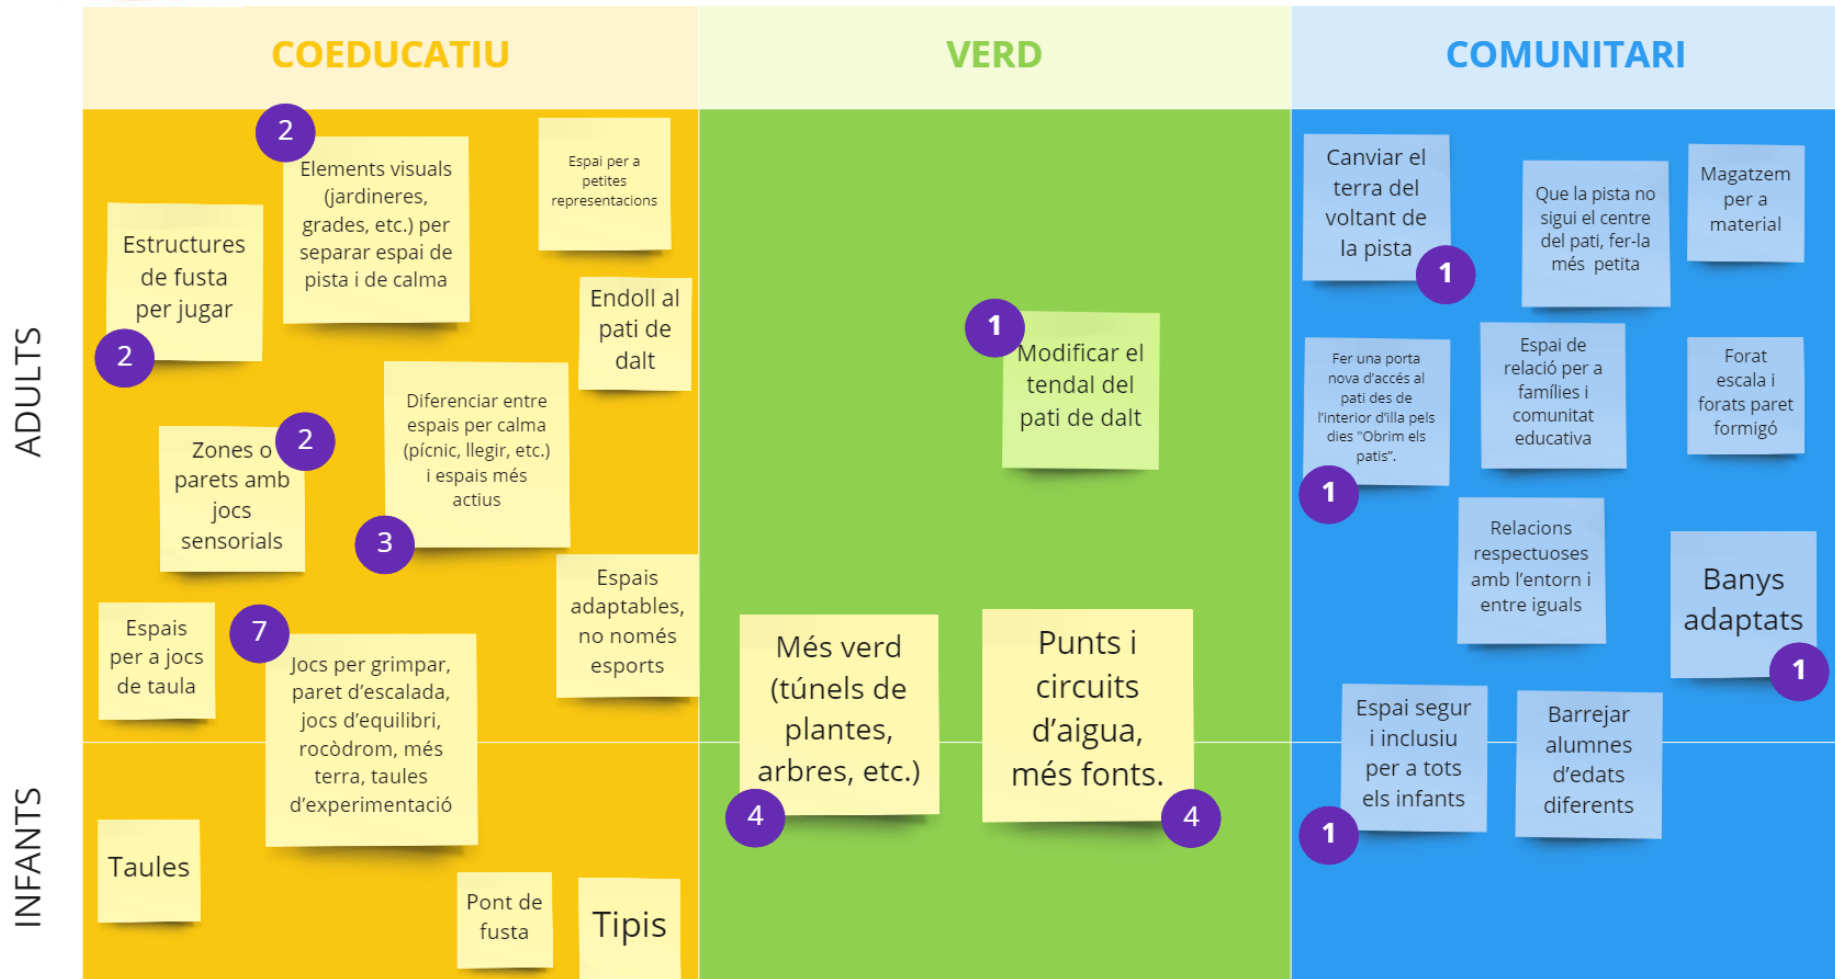 COEDUCATIU
VERD
COMUNITARI
ADULTS
2
Elements visuals
(jardineres,
grades, etc.) per
separar espai de
pista i de calma
Espai per a
petites
representacions
Estructures
de fusta
per jugar
2
Endoll al
pati de
dalt
Diferenciar entre
espais per calma
(pícnic, llegir, etc.)
i espais més
actius
3
Zones o
parets amb
jocs
sensorials
2
Espais
adaptables,
no només
esports
Espais
per a jocs
de taula
7
Jocs per grimpar,
paret d’escalada,
jocs d’equilibri,
rocòdrom, més
terra, taules
d’experimentació
1
Modificar el
tendal del
pati de dalt
Més verd
(túnels de
plantes,
arbres, etc.)
4
Punts i
circuits
d’aigua,
més fonts.
4
Canviar el
terra del
voltant de
la pista
1
Que la pista no
sigui el centre
del pati, fer-la
més petita
Magatzem
per a
material
Fer una porta
nova d’accés al
pati des de
l’interior d’illa pels
dies "Obrim els
patis”.
1
Espai de
relació per a
famílies i
comunitat
educativa
Forat
escala i
forats paret
formigó
Relacions
respectuoses
amb l’entorn i
entre iguals
Banys
adaptats
1
Espai segur
i inclusiu
per a tots
els infants
1
Barrejar
alumnes
d’edats
diferents
INFANTS
Taules
Pont de
fusta
Tipis